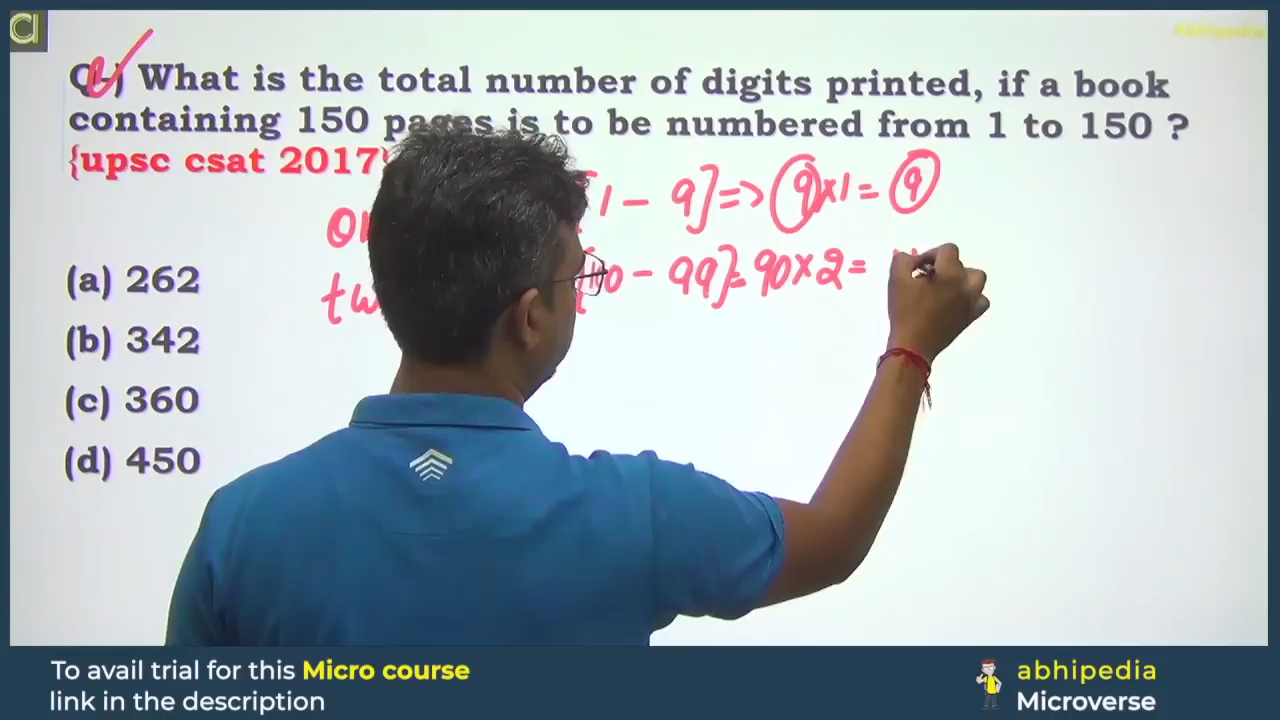 Q-) What is the total number of digits printed, if a book
containing 150 pages is to be numbered from 1 to 150 ?
{upsc csat 2017}
[1 - 9] => 9×1 = 9
[10 - 99] = 90×2 =
(a) 262
(b) 342
(c) 360
(d) 450
Abhipedia
To avail trial for this Micro course
link in the description
abhipedia
Microverse